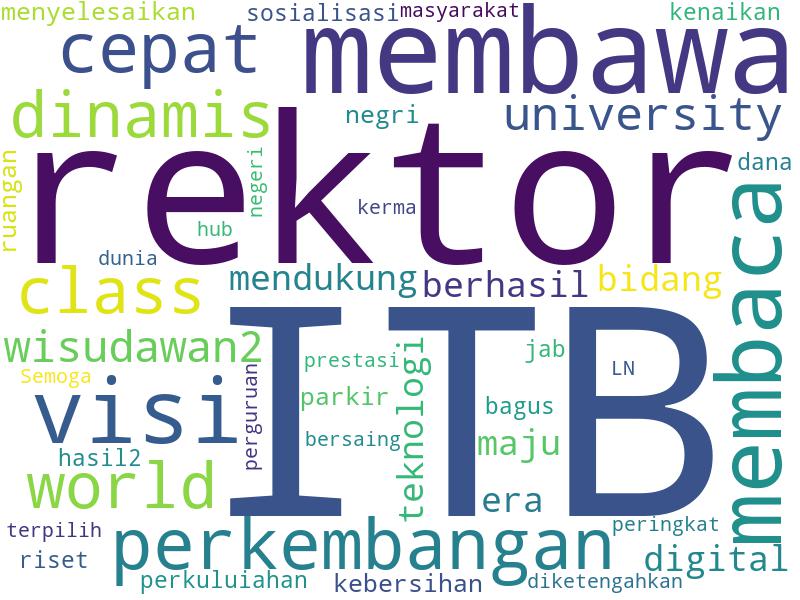 menyelesaikan
sosialisasi
masyarakat
kenaikan
cepat
membawa
dinamis
negri
university
rektor
ruangan
negeri
hub
kerma
dana
dunia
membaca
class
mendukung
berhasil
bidang
ITB
wisudawan2
Semoga
perguruan
prestasi
teknologi
jab
LN
visi
parkir
bagus
hasil2
bersaing
maju
world
era
terpilih
perkembangan
peringkat
riset
digital
perkuluiahan
kebersihan
diketengahkan